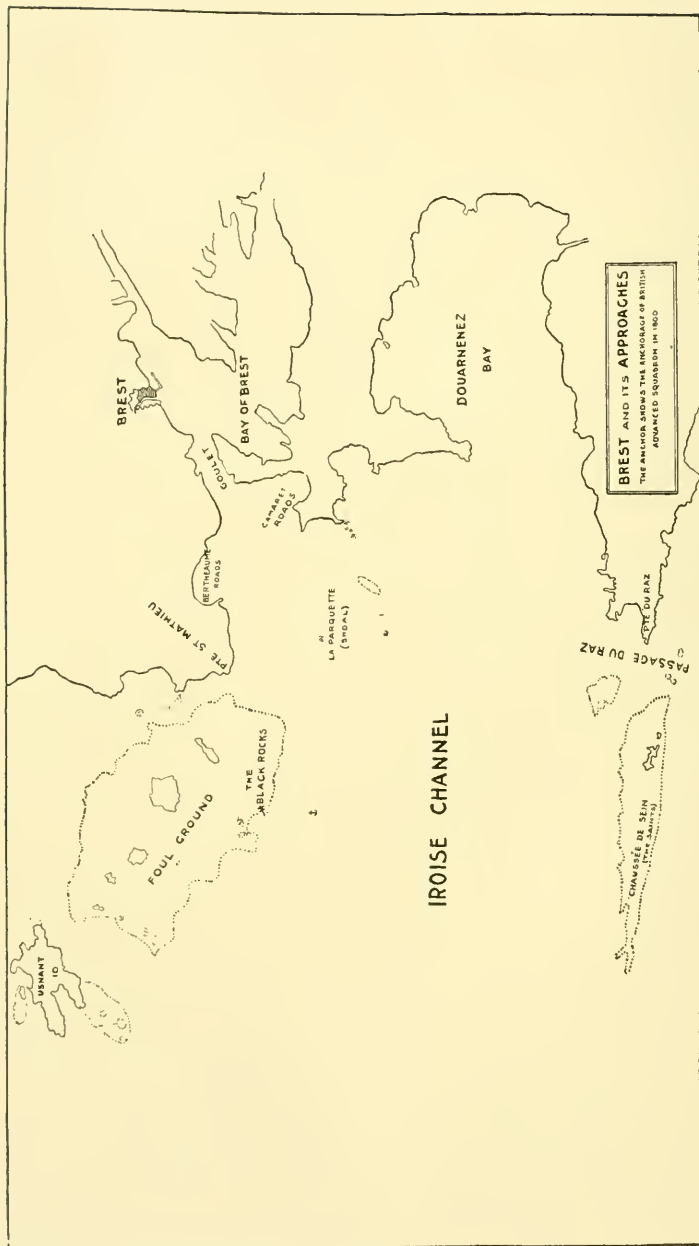 USHANT
ID
FOUL GROUND
THE
BLACK ROCKS
PTE ST MATHIEU
BERTHEAUME
ROADS
GOULET
BREST
BAY OF BREST
CAMARET
ROADS
LA PARQUETTE
(SHOAL)
IROISE CHANNEL
DOUARNENEZ
BAY
CHAUSSÉE DE SEIN
(THE SAINTS)
PASSAGE DU RAZ
PTE DU RAZ
BREST AND ITS APPROACHES
THE ANCHOR SHOWS THE ANCHORAGE OF BRITISH
ADVANCED SQUADRON IN 1800